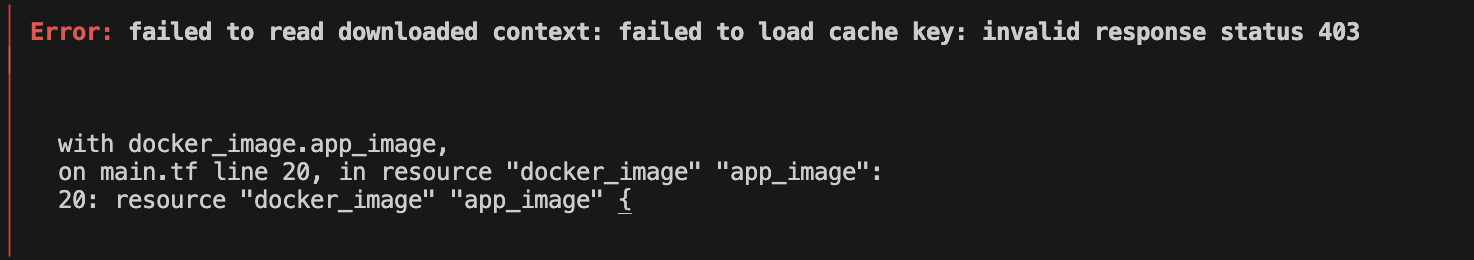 Error: failed to read downloaded context: failed to load cache key: invalid response status 403
with docker_image.app_image,
on main.tf line 20, in resource "docker_image" "app_image":
20: resource "docker_image" "app_image" {